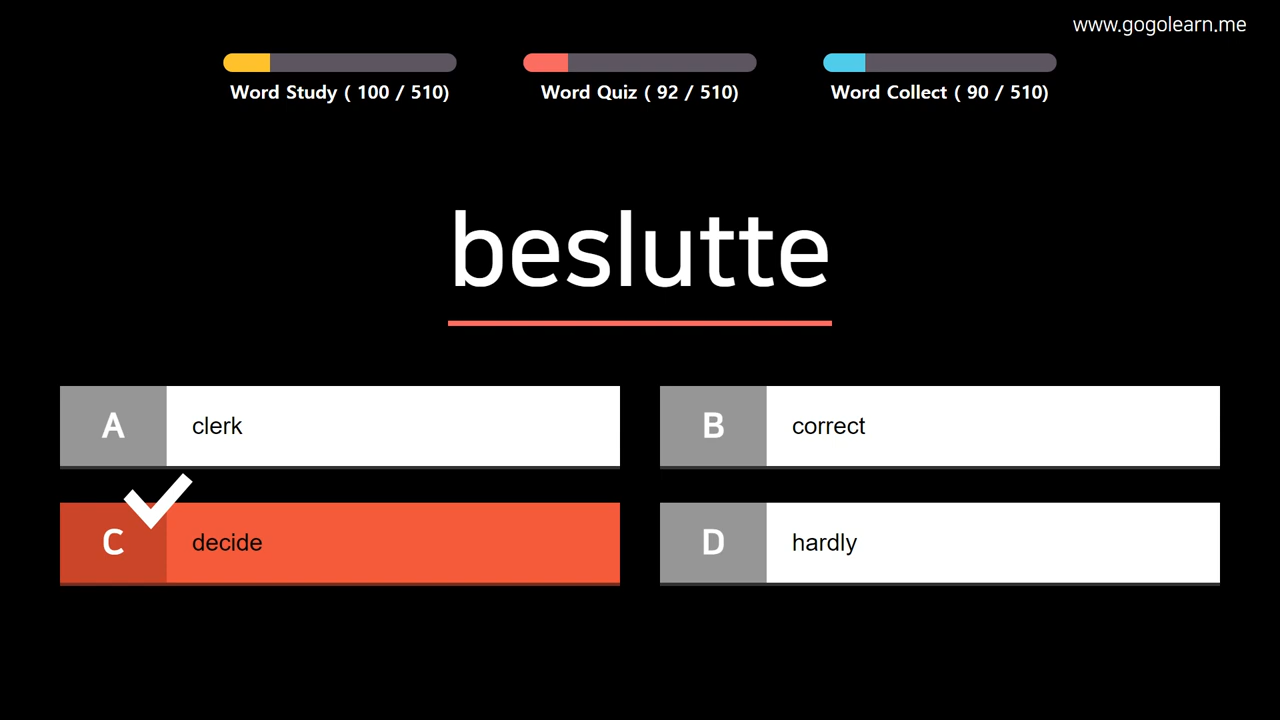 www.gogolearn.me
Word Study ( 100 / 510)
Word Quiz ( 92 / 510)
Word Collect ( 90 / 510)
beslutte
A clerk
B correct
C decide
D hardly